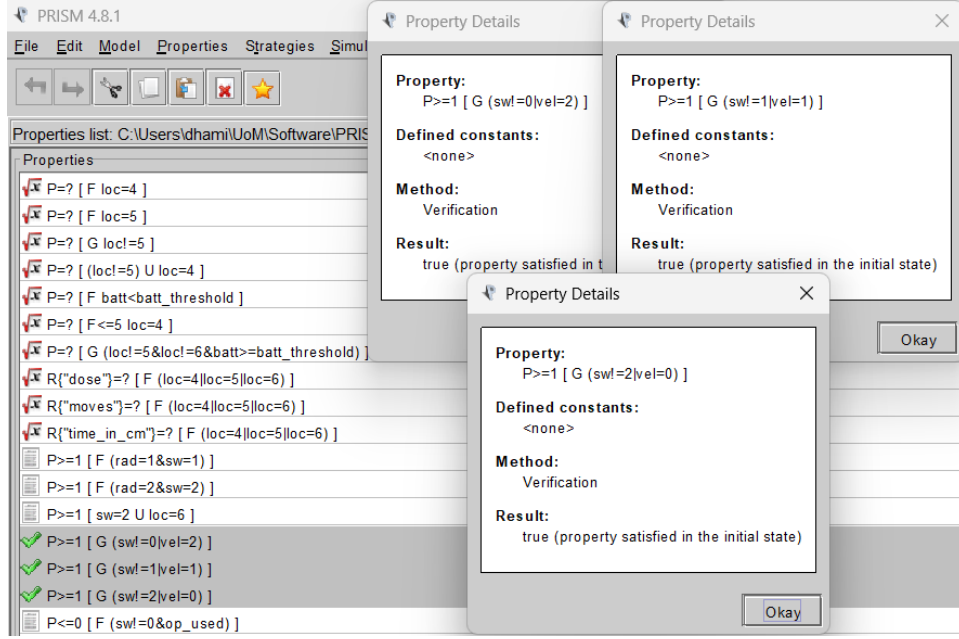 PRISM 4.8.1
File Edit Model Properties Strategies Simul
Properties list: C:\Users\dhami\UoM\Software\PRIS
Properties
P=? [ F loc=4 ]
P=? [ F loc=5 ]
P=? [ G loc!=5 ]
P=? [ (loc!=5) U loc=4 ]
P=? [ F batt<batt_threshold ]
P=? [ F<=5 loc=4 ]
P=? [ G (loc!=5&loc!=6&batt>=batt_threshold) ]
R{"dose"}=? [ F (loc=4|loc=5|loc=6) ]
R{"moves"}=? [ F (loc=4|loc=5|loc=6) ]
R{"time_in_cm"}=? [ F (loc=4|loc=5|loc=6) ]
P>=1 [ F (rad=1&sw=1) ]
P>=1 [ F (rad=2&sw=2) ]
P>=1 [ sw=2 U loc=6 ]
P>=1 [ G (sw!=0|vel=2) ]
P>=1 [ G (sw!=1|vel=1) ]
P>=1 [ G (sw!=2|vel=0) ]
P<=0 [ F (sw!=0&op_used) ]
Property Details
Property:
P>=1 [ G (sw!=0|vel=2) ]
Defined constants:
<none>
Method:
Verification
Result:
true (property satisfied in t
Property Details
Property:
P>=1 [ G (sw!=1|vel=1) ]
Defined constants:
<none>
Method:
Verification
Result:
true (property satisfied in the initial state)
Okay
Property Details
Property:
P>=1 [ G (sw!=2|vel=0) ]
Defined constants:
<none>
Method:
Verification
Result:
true (property satisfied in the initial state)
Okay